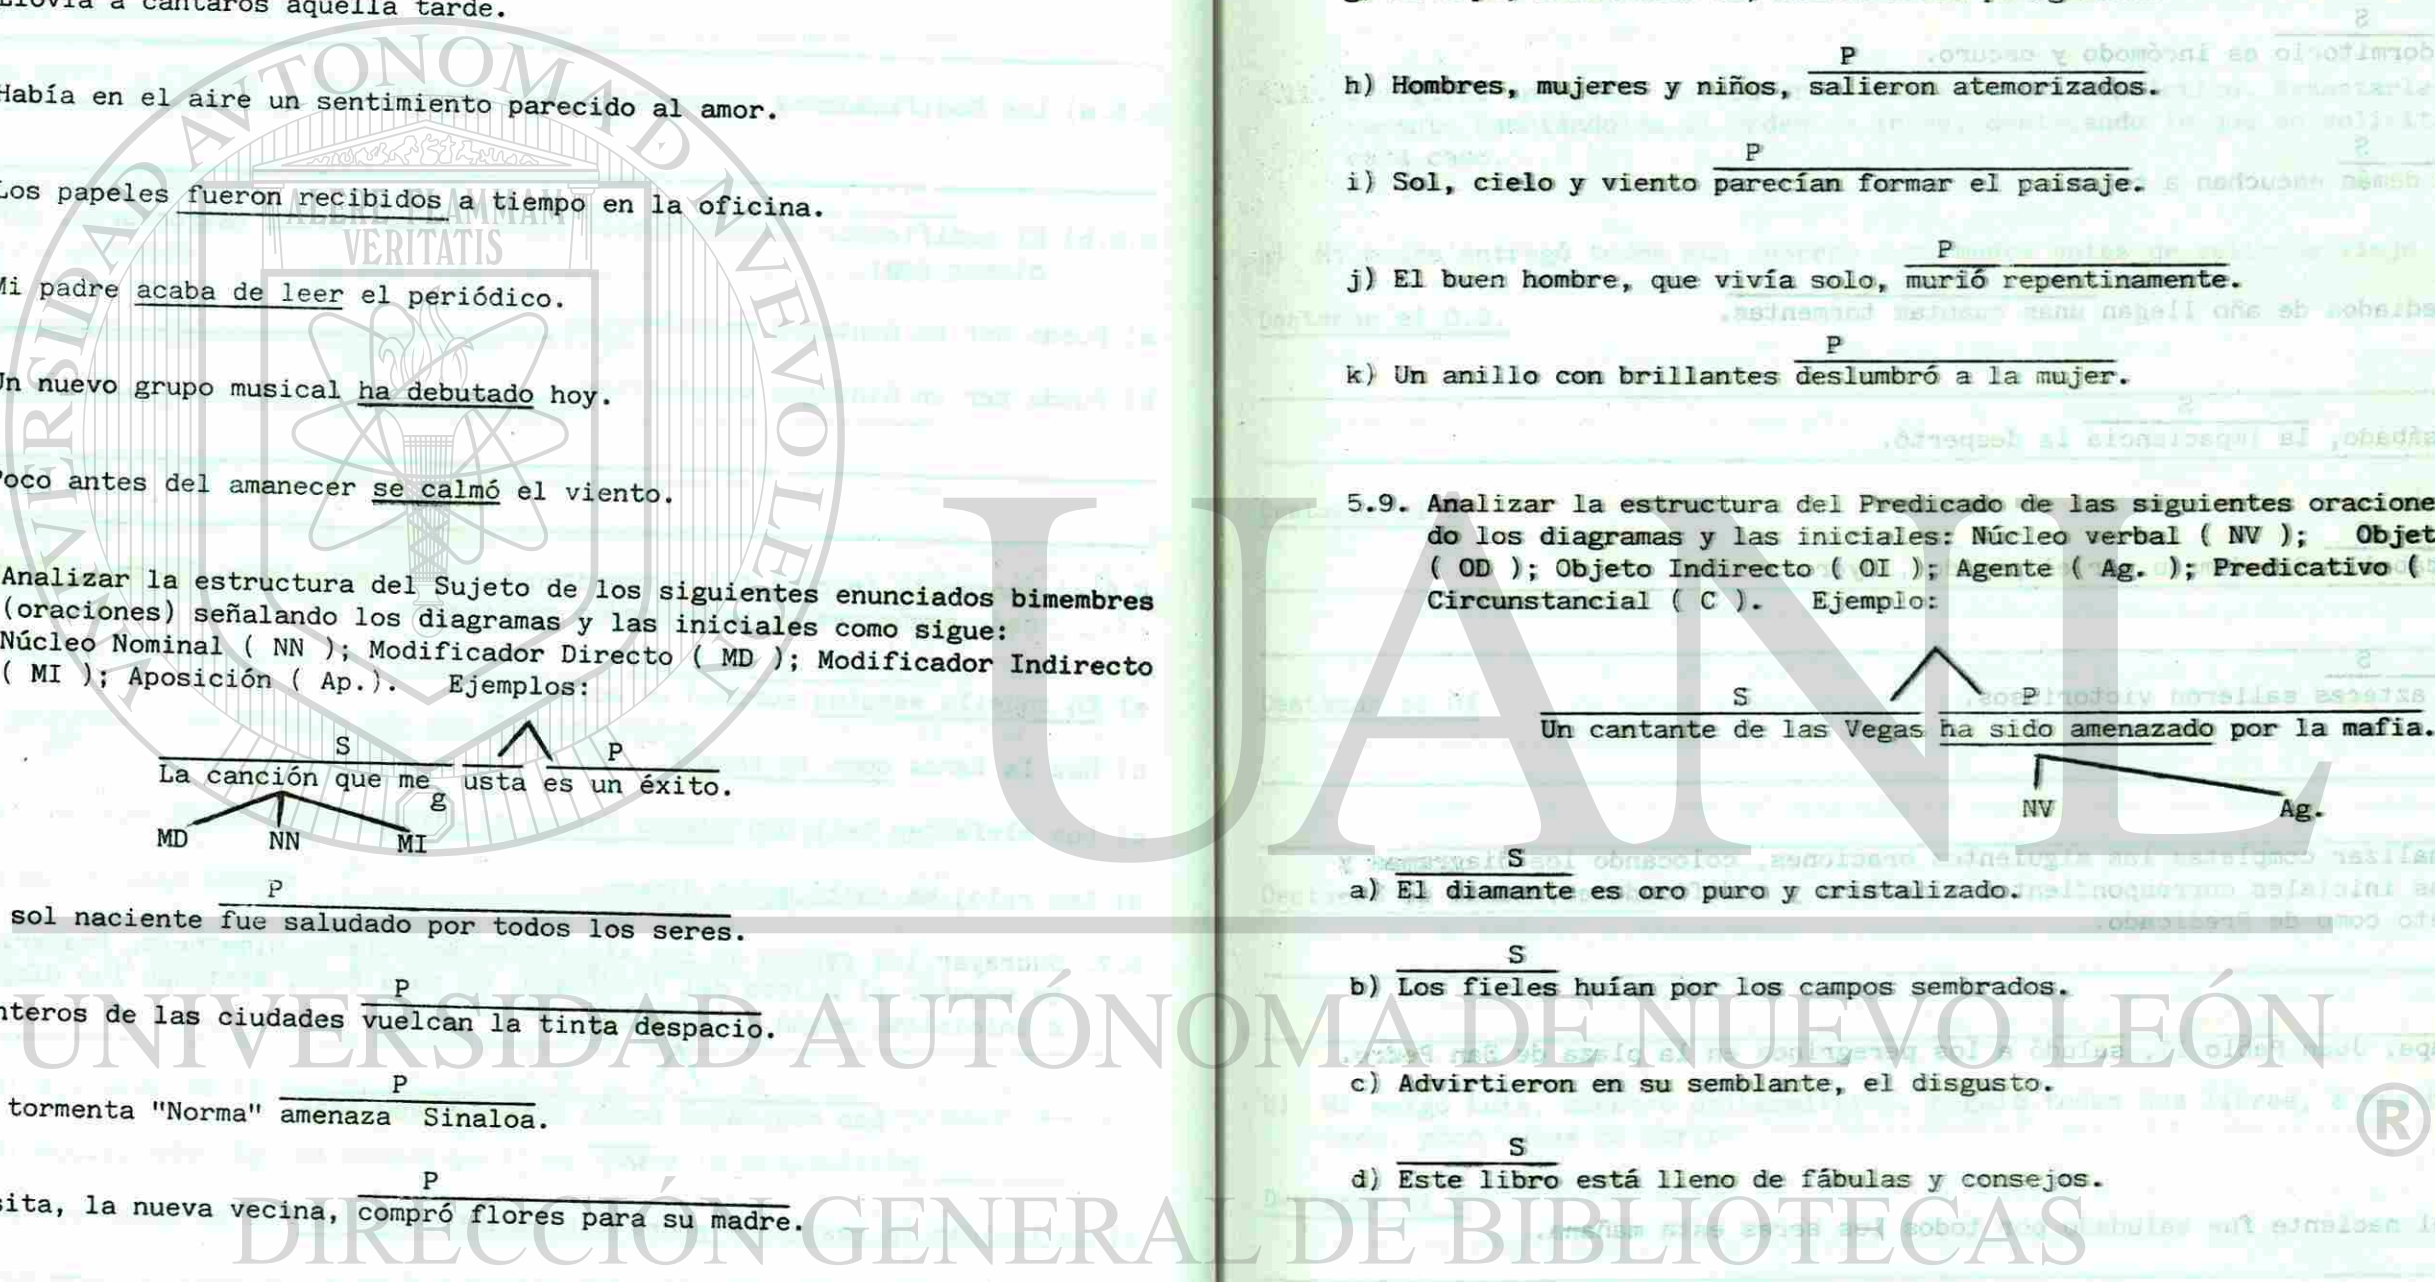 a cántaros aquella tarde.
Había en el aire un sentimiento parecido al amor.
Los papeles fueron recibidos a tiempo en la oficina.
Mi padre acaba de leer el periódico.
Un nuevo grupo musical ha debutado hoy.
Poco antes del amanecer se calmó el viento.
Analizar la estructura del Sujeto de los siguientes enunciados bimembres
(oraciones) señalando los diagramas y las iniciales como sigue:
Núcleo Nominal ( NN ); Modificador Directo ( MD ); Modificador Indirecto
( MI ); Aposición ( Ap.). Ejemplos:
S P
La canción que me g usta es un éxito.
MD NN MI
P
sol naciente fue saludado por todos los seres.
P
nteros de las ciudades vuelcan la tinta despacio.
P
tormenta "Norma" amenaza Sinaloa.
P
sita, la nueva vecina, compró flores para su madre.
P
h) Hombres, mujeres y niños, salieron atemorizados.
P
i) Sol, cielo y viento parecían formar el paisaje.
P
j) El buen hombre, que vivía solo, murió repentinamente.
P
k) Un anillo con brillantes deslumbró a la mujer.
5.9. Analizar la estructura del Predicado de las siguientes oracione
do los diagramas y las iniciales: Núcleo verbal ( NV ); Objet
( OD ); Objeto Indirecto ( OI ); Agente ( Ag. ); Predicativo (
Circunstancial ( C ). Ejemplo:
S P
Un cantante de las Vegas ha sido amenazado por la mafia.
NV Ag.
S
a) El diamante es oro puro y cristalizado.
S
b) Los fieles huían por los campos sembrados.
c) Advirtieron en su semblante, el disgusto.
S
d) Este libro está lleno de fábulas y consejos.
UNIVERSIDAD AUTÓNOMA DE NUEVO LEÓN
ALERE FLAMMAM
VERITATIS
UANL
UNIVERSIDAD AUTÓNOMA DE NUEVO LEÓN
®
DIRECCIÓN GENERAL DE BIBLIOTECAS